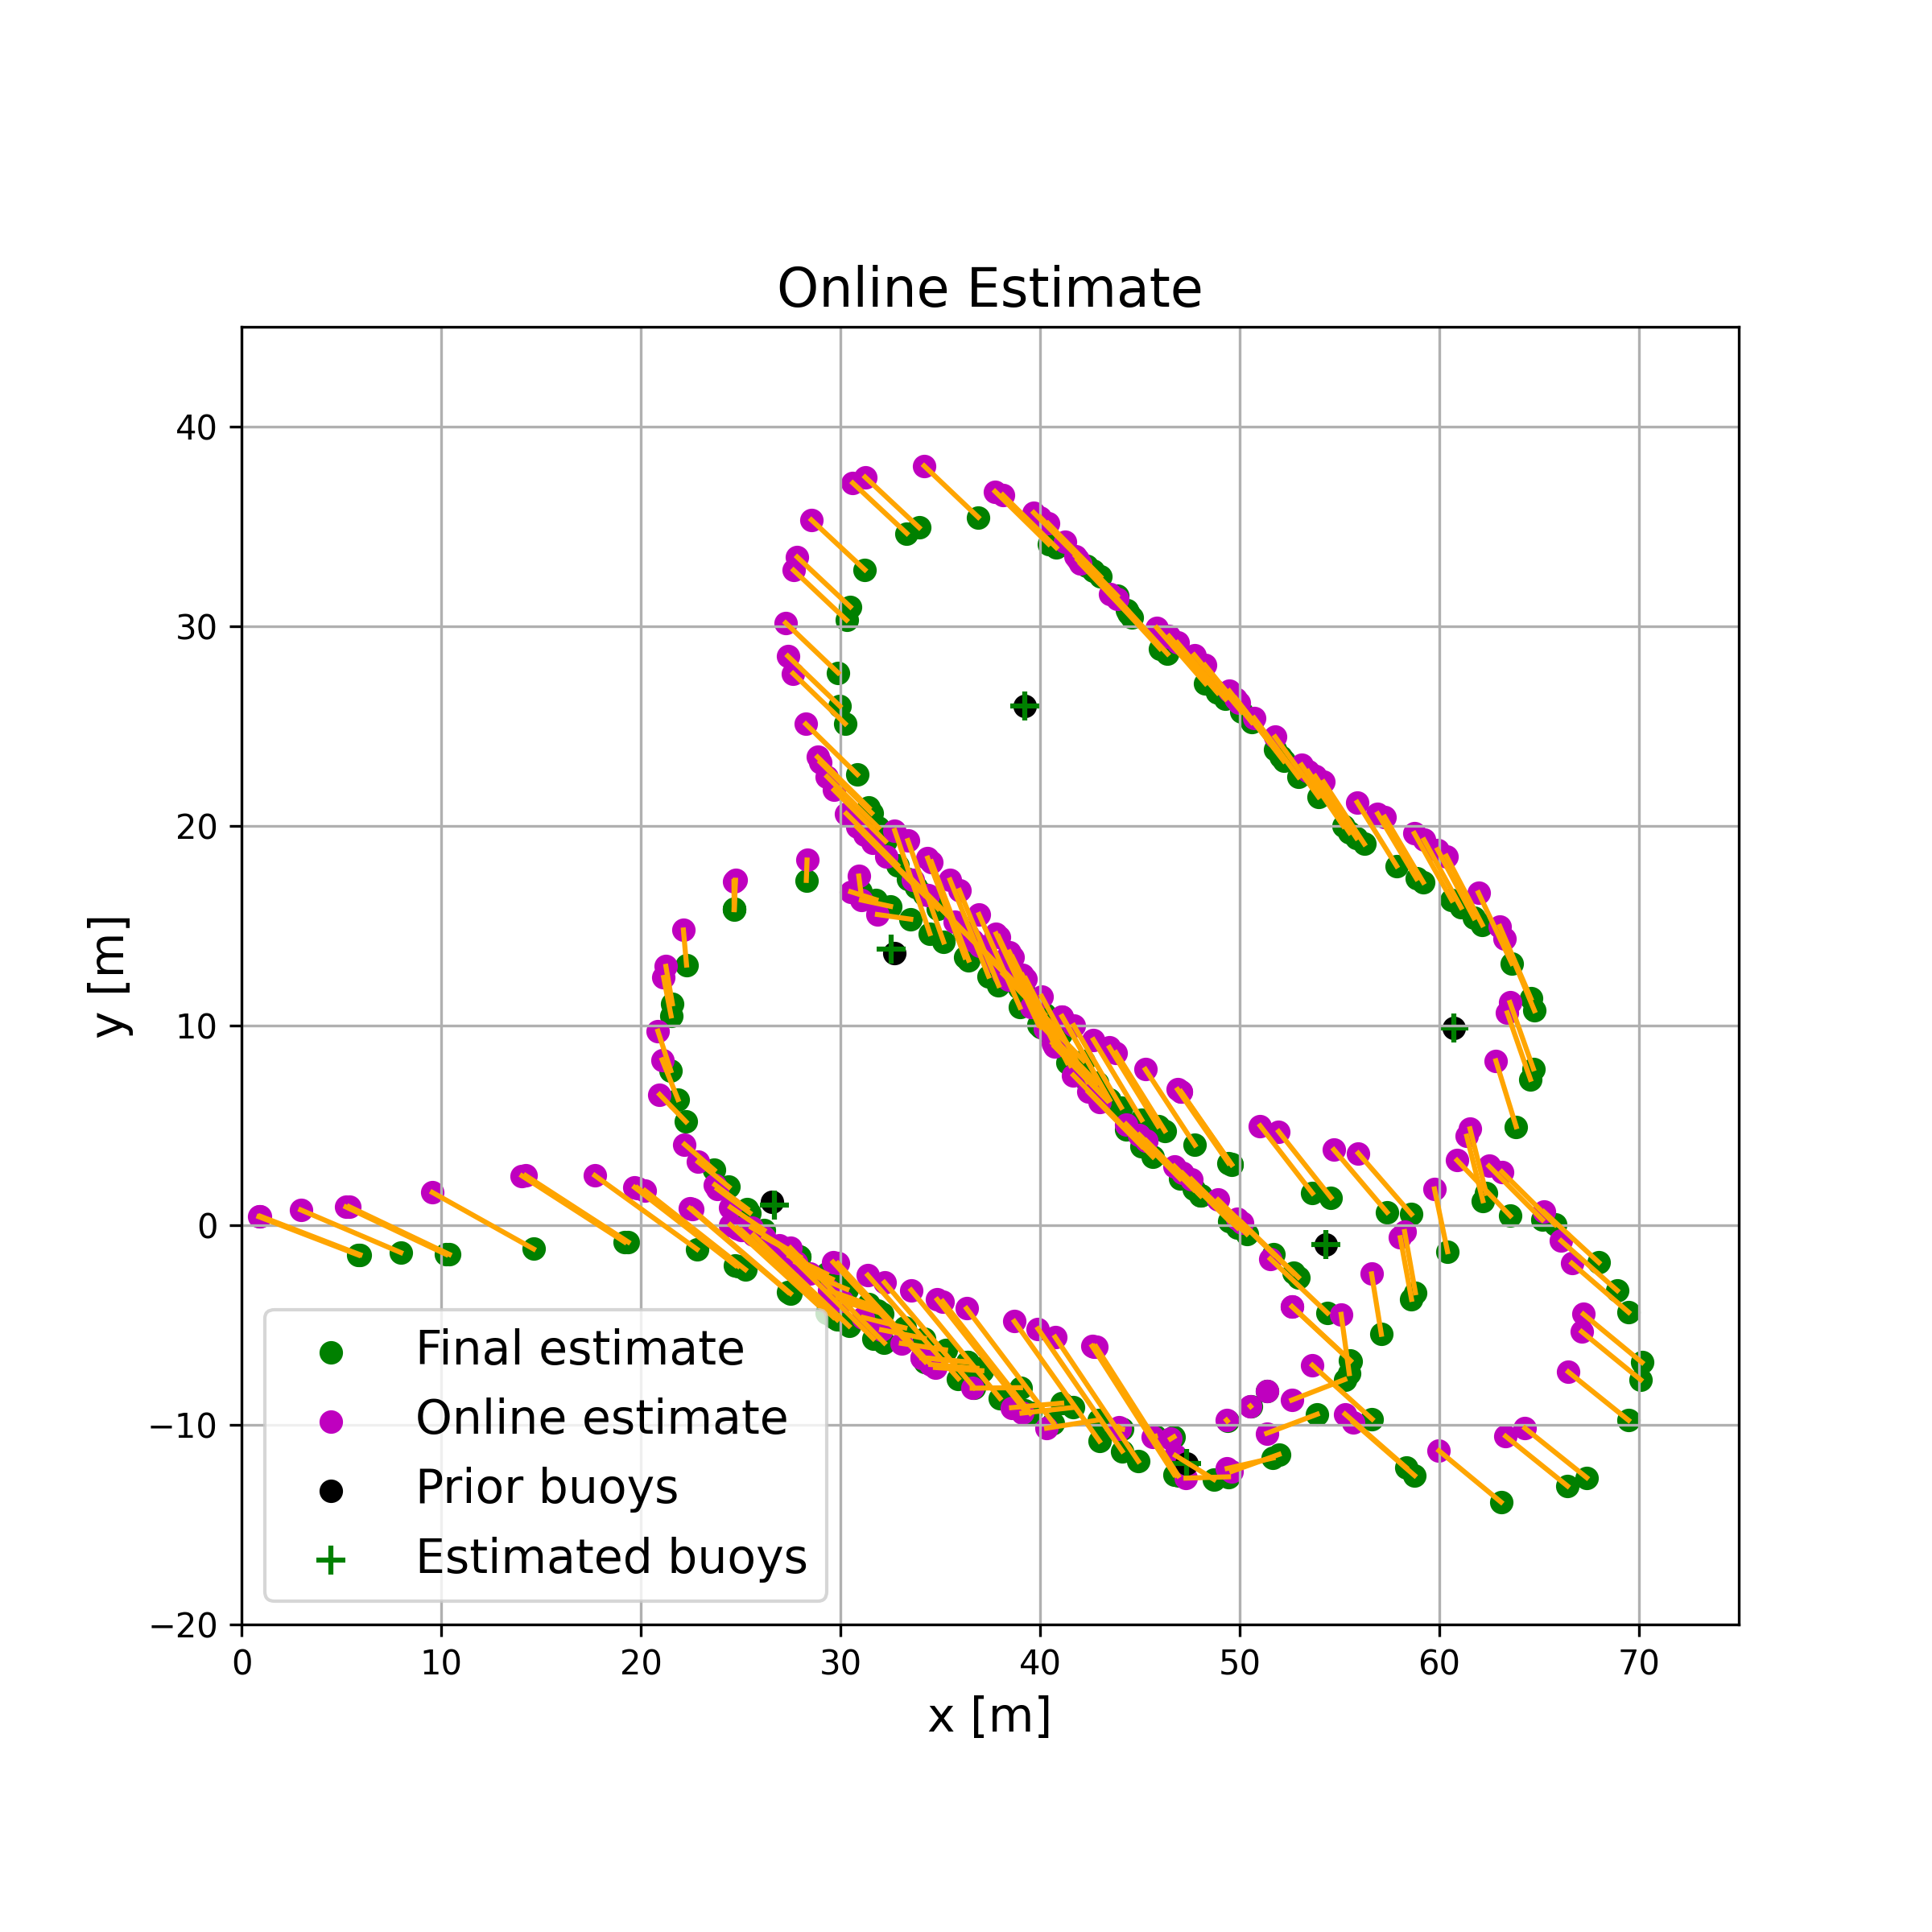 Online Estimate
y [m]
40
30
20
10
0
−10
−20
Final estimate
Online estimate
Prior buoys
Estimated buoys
0 10 20 30 40 50 60 70
x [m]